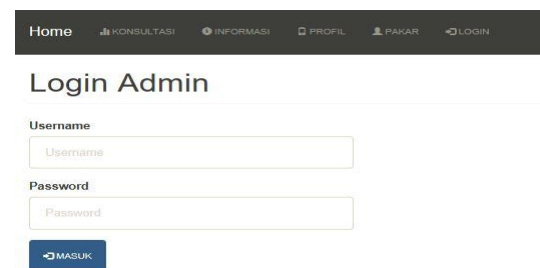 Home KONSULTASI INFORMASI PROFIL PAKAR LOGIN
Login Admin
Username
Username
Password
Password
MASUK